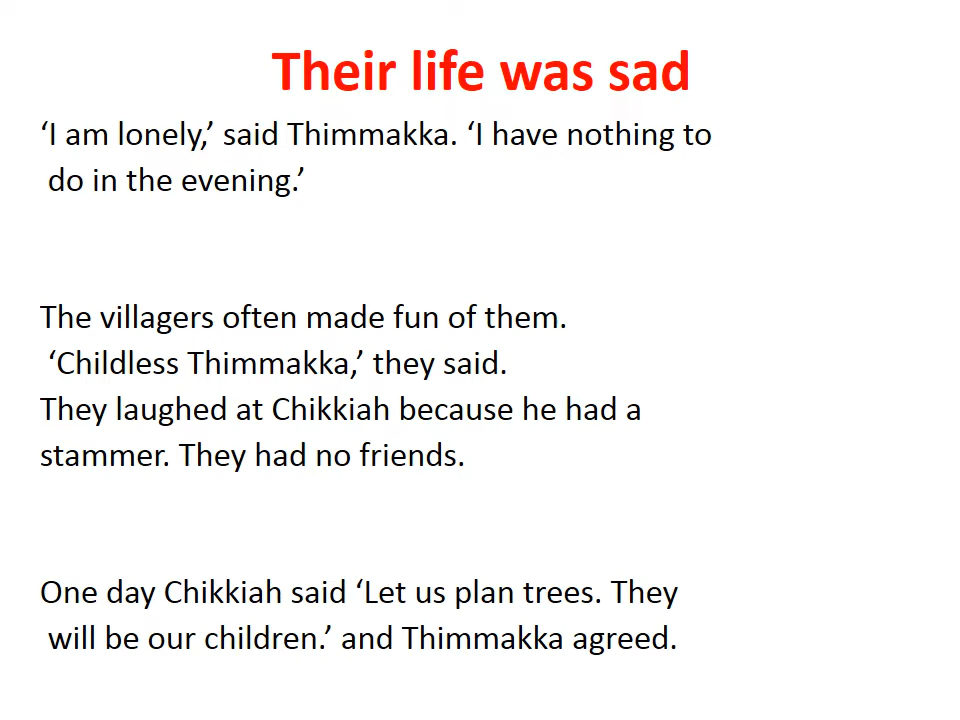 Their life was sad
‘I am lonely,’ said Thimmakka. ‘I have nothing to
do in the evening.’
The villagers often made fun of them.
‘Childless Thimmakka,’ they said.
They laughed at Chikkiah because he had a
stammer. They had no friends.
One day Chikkiah said ‘Let us plan trees. They
will be our children.’ and Thimmakka agreed.